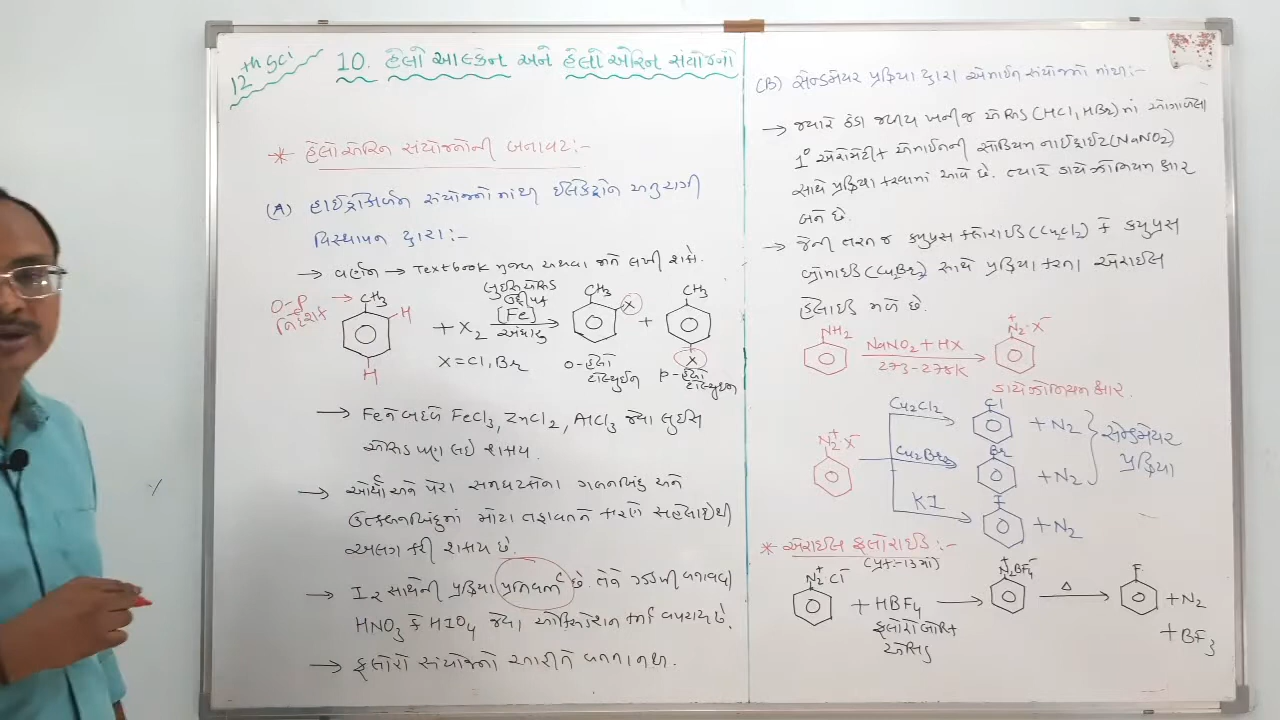 12th Sci
10. હેલો આલ્કેન અને હેલો એરિન સંયોજનો
* હેલોએરિન સંયોજનોની બનાવટ:-
(A) હાઈડ્રોકાર્બન સંયોજનોમાંથી ઈલેક્ટ્રોન અનુરાગી
વિસ્થાપન દ્વારા:-
→ વર્ણન → Textbook મુજબ અથવા જાતે લખી શકો.
O-P
નિર્દેશક
→ CH3
H
H
+ X2
X=Cl, Br
લુઈસ એસિડ
ઉદ્દીપક
[Fe]
અંધારું
CH3
X
O-હેલો
ટોલ્યુઈન
+
CH3
X
P-હેલો
ટોલ્યુઇન
→ Feને બદલે FeCl3, ZnCl2, AlCl3 જેવા લુઈસ
એસિડ પણ લઈ શકાય.
→ ઓર્થો અને પેરા સમઘટકોના ગલનબિંદુ અને
ઉત્કલનબિંદુમાં મોટા તફાવતને કારણે સહેલાઈથી
અલગ કરી શકાય છે.
→ I2 સાથેની પ્રક્રિયા પ્રતિવર્તી છે. તેને ઝડપી બનાવવા
HNO3 કે HIO4 જેવા ઓક્સિડેશન કર્તા વપરાય છે.
→ ફ્લોરો સંયોજનો આ રીતે બનતા નથી.
(B) સેન્ડમેયર પ્રક્રિયા દ્વારા એમાઈન સંયોજનોમાંથી:-
→ જ્યારે ઠંડા જલીય ખનીજ એસિડ (HCl, HBr)માં ઓગાળેલા
1° એરોમેટીક એમાઈનની સોડિયમ નાઈટ્રાઈટ (NaNO2)
સાથે પ્રક્રિયા કરવામાં આવે છે. ત્યારે ડાયેઝોનિયમ ક્ષાર
બને છે.
→ જેની તરત જ ક્યુપ્રસ ક્લોરાઈડ (Cu2Cl2) કે ક્યુપ્રસ
બ્રોમાઈડ (Cu2Br2) સાથે પ્રક્રિયા કરતા એરાઈલ
હેલાઈડ મળે છે.
NH2
NaNO2 + HX
273-278K
N2+ X-
ડાયેઝોનિયમ ક્ષાર.
N2+ X-
Cu2Cl2
Cl
+ N2
Cu2Br2
Br
+ N2
KI
I
+ N2
સેન્ડમેયર
પ્રક્રિયા
* એરાઈલ ફ્લોરાઈડ:-
N2+ Cl-
+ HBF4
ફ્લોરોબોરિક
એસિડ
N2+ BF4-
Δ
F
+ N2
+ BF3